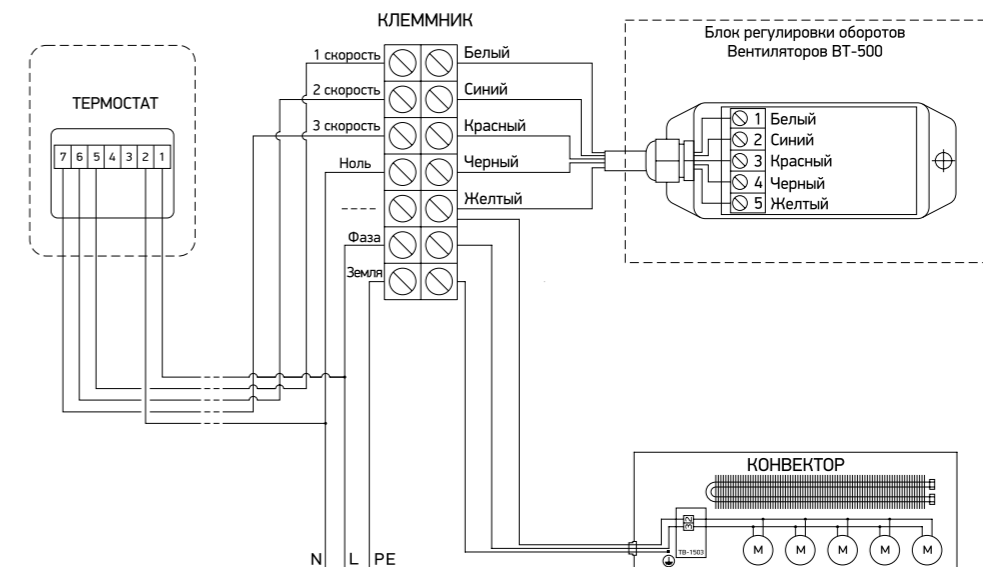 КЛЕММНИК
ТЕРМОСТАТ
7 6 5 4 3 2 1
1 скорость
2 скорость
3 скорость
Ноль
----
Фаза
Земля
Белый
Синий
Красный
Черный
Желтый
Блок регулировки оборотов
Вентиляторов ВТ-500
1 Белый
2 Синий
3 Красный
4 Черный
5 Желтый
N L PE
КОНВЕКТОР
ТВ-1503
М М М М М